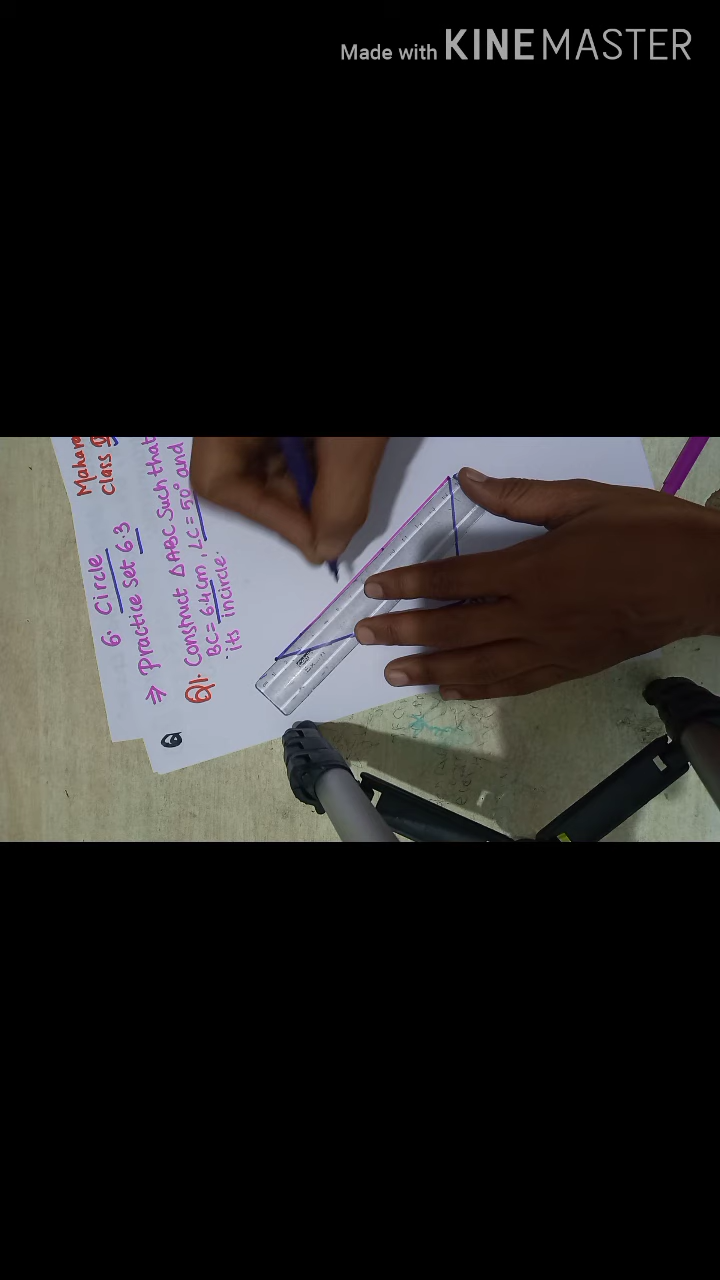 Made with KINEMASTER
Class
6. Circle
⇒ Practice set 6.3
Q1. Construct ΔABC Such that
BC = 6.4 cm, ∠C = 50° and
its incircle.